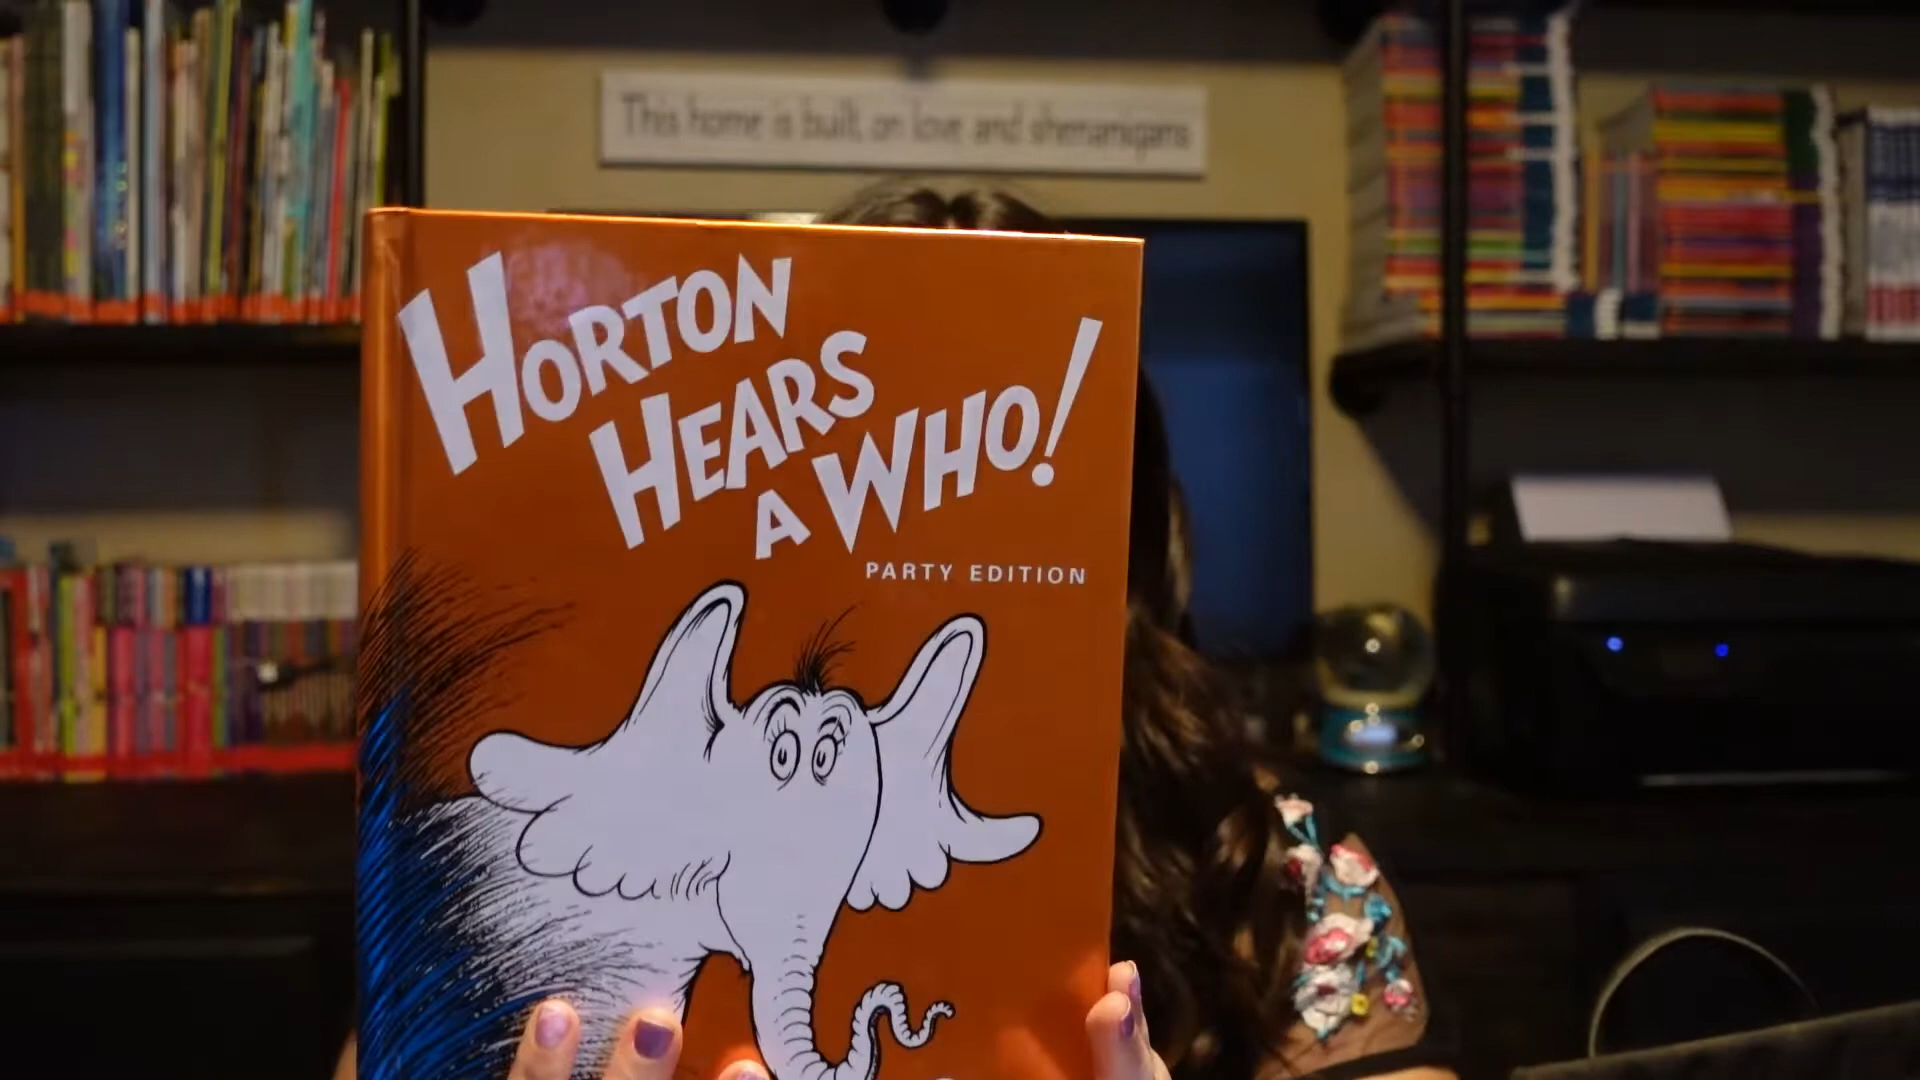 This home is built on love and shenanigans
HORTON
HEARS
A WHO!
PARTY EDITION